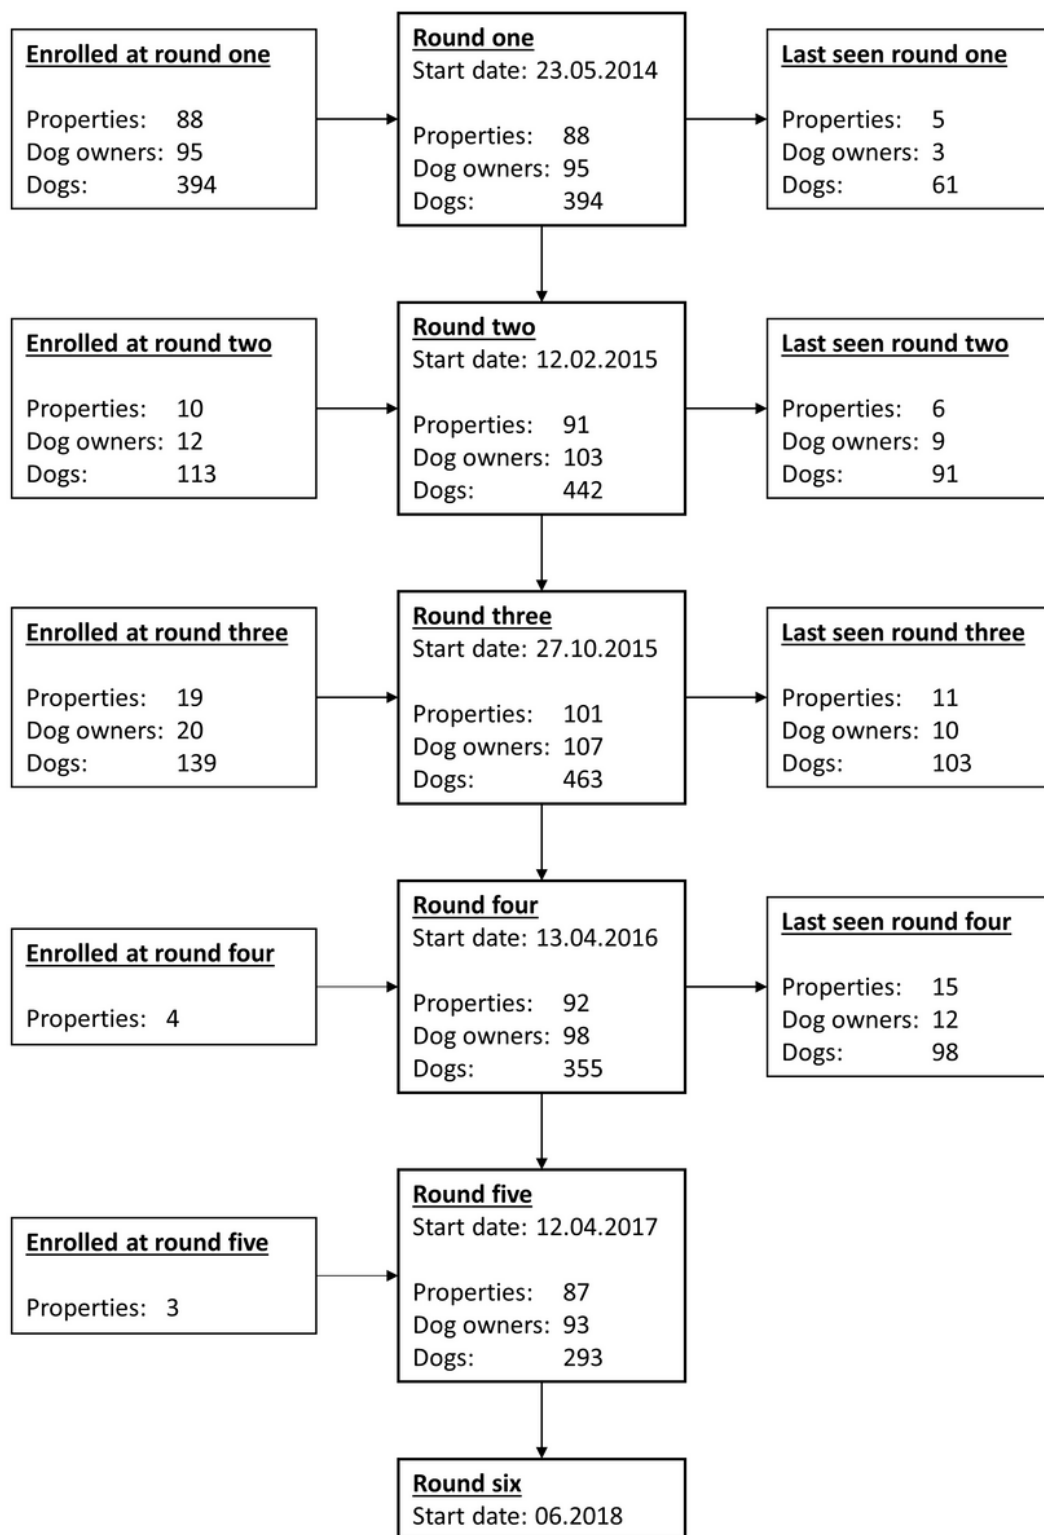 Enrolled at round one
Properties: 88
Dog owners: 95
Dogs: 394
Round one
Start date: 23.05.2014
Properties: 88
Dog owners: 95
Dogs: 394
Last seen round one
Properties: 5
Dog owners: 3
Dogs: 61
Enrolled at round two
Properties: 10
Dog owners: 12
Dogs: 113
Round two
Start date: 12.02.2015
Properties: 91
Dog owners: 103
Dogs: 442
Last seen round two
Properties: 6
Dog owners: 9
Dogs: 91
Enrolled at round three
Properties: 19
Dog owners: 20
Dogs: 139
Round three
Start date: 27.10.2015
Properties: 101
Dog owners: 107
Dogs: 463
Last seen round three
Properties: 11
Dog owners: 10
Dogs: 103
Enrolled at round four
Properties: 4
Round four
Start date: 13.04.2016
Properties: 92
Dog owners: 98
Dogs: 355
Last seen round four
Properties: 15
Dog owners: 12
Dogs: 98
Enrolled at round five
Properties: 3
Round five
Start date: 12.04.2017
Properties: 87
Dog owners: 93
Dogs: 293
Round six
Start date: 06.2018